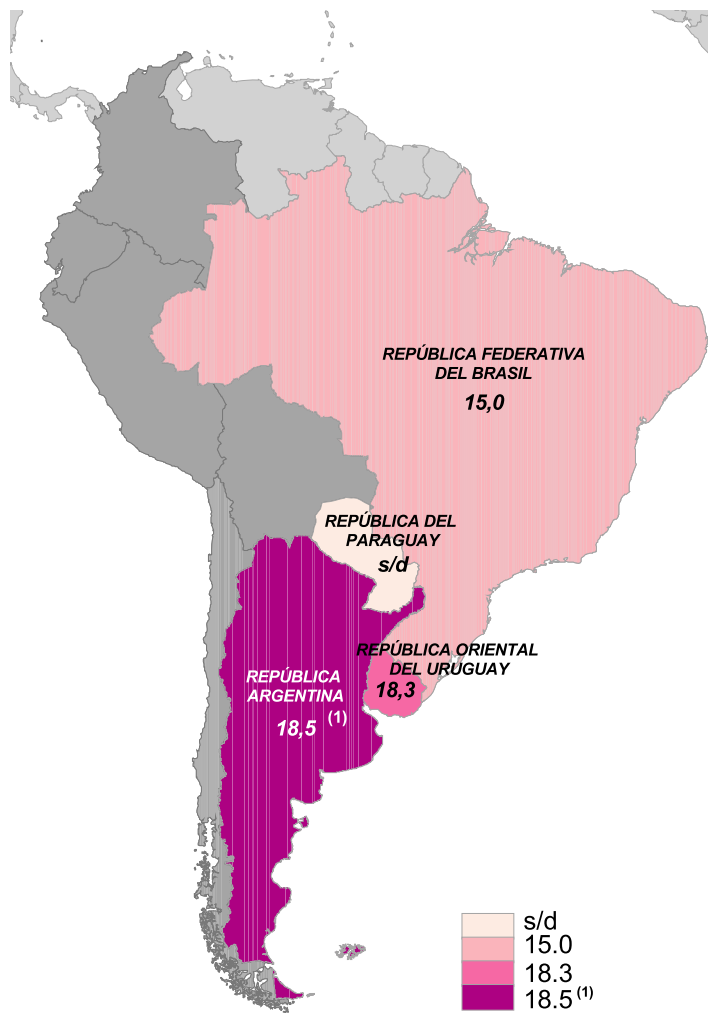 REPÚBLICA FEDERATIVA
DEL BRASIL
15,0
REPÚBLICA DEL
PARAGUAY
s/d
REPÚBLICA ORIENTAL
DEL URUGUAY
18,3
REPÚBLICA
ARGENTINA
18,5 (1)
s/d
15.0
18.3
18.5 (1)